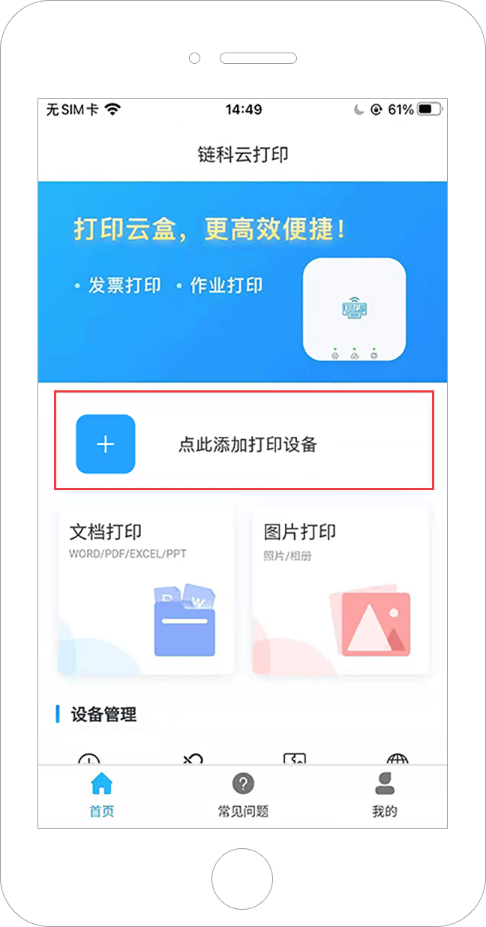 无SIM卡 14:49 61%
链科云打印
打印云盒，更高效便捷！
• 发票打印 • 作业打印
点此添加打印设备
文档打印 图片打印
WORD/PDF/EXCEL/PPT 照片/相册
W
设备管理
首页 常见问题 我的